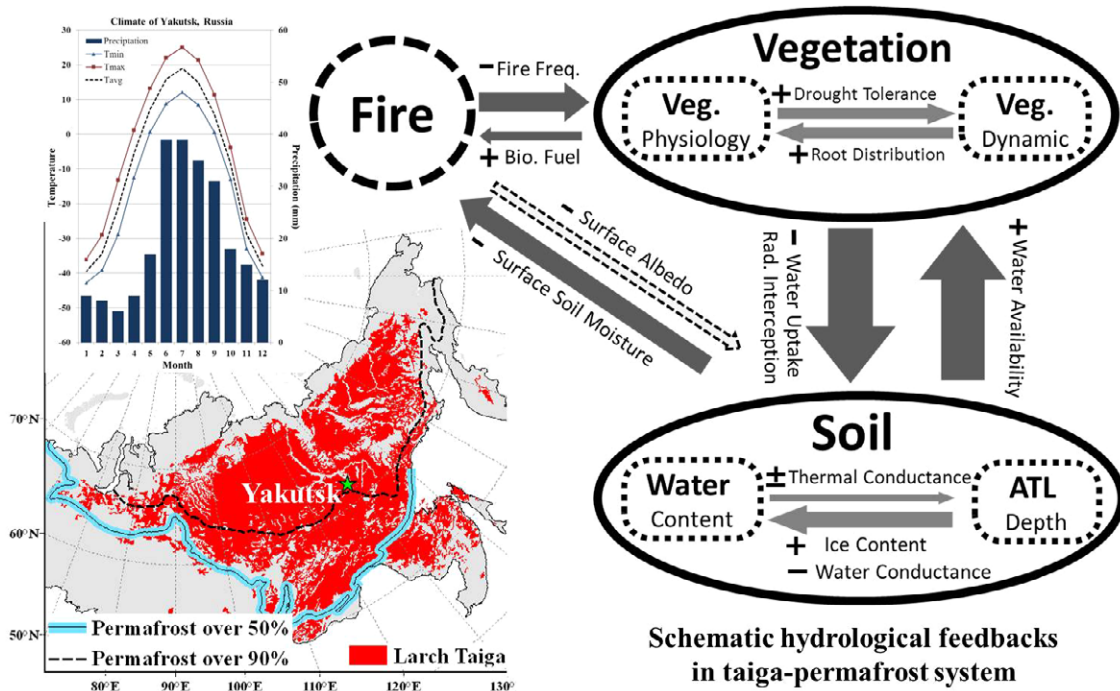 Climate of Yakutsk, Russia
30
20
10
0
-10
-20
-30
-40
-50
-60
Temperature
Precipitation
Tmin
Tmax
Tavg
60
50
40
30
20
10
0
Precipitation (mm)
1 2 3 4 5 6 7 8 9 10 11 12
Month
Fire
− Fire Freq.
+ Bio. Fuel
Vegetation
Veg.
Physiology
+ Drought Tolerance
+ Root Distribution
Veg.
Dynamic
− Surface Albedo
− Surface Soil Moisture
− Water Uptake
Rad. Interception
+ Water Availability
Soil
Water
Content
± Thermal Conductance
+ Ice Content
− Water Conductance
ATL
Depth
Schematic hydrological feedbacks
in taiga-permafrost system
70°N
60°N
50°N
Yakutsk
Permafrost over 50%
Permafrost over 90%
Larch Taiga
80°E 90°E 100°E 110°E 120°E 130°